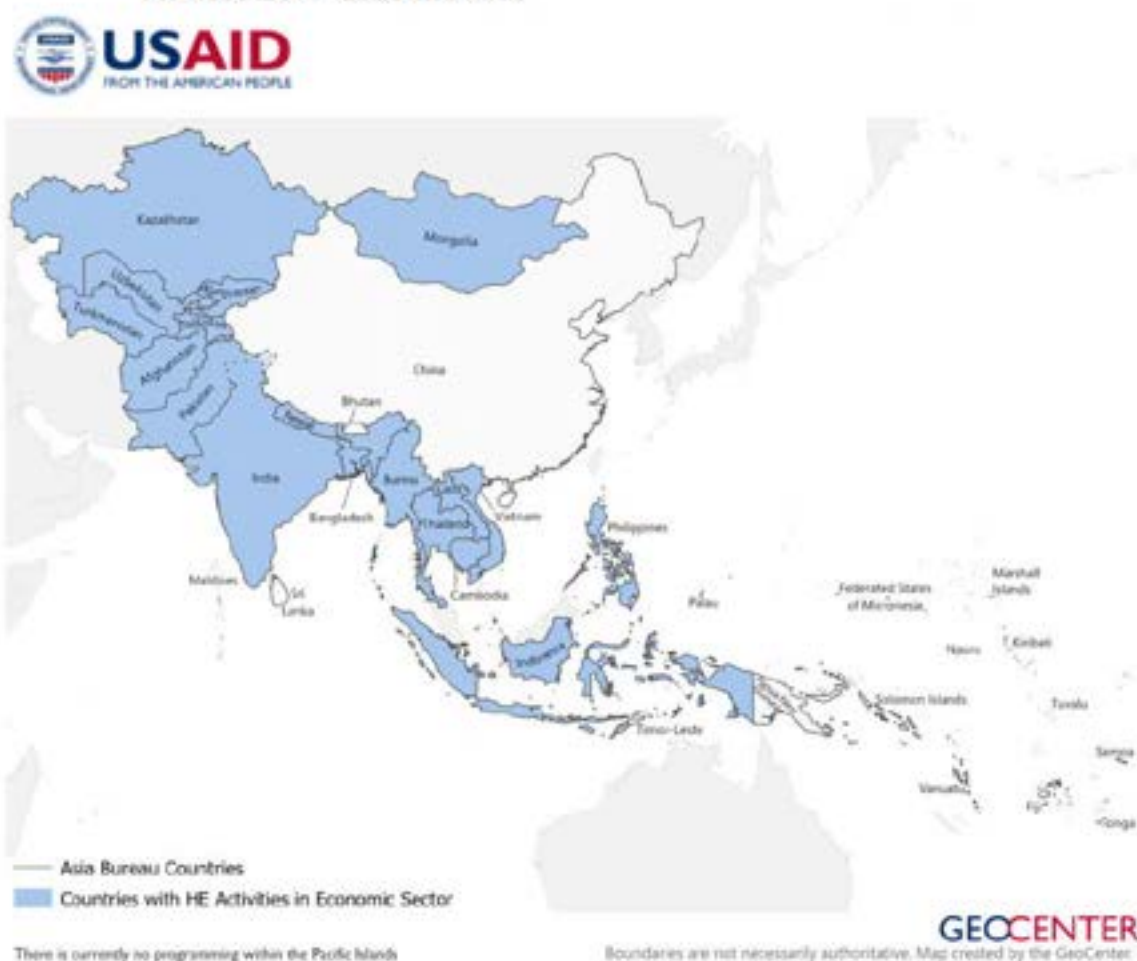 USAID
FROM THE AMERICAN PEOPLE
Kazakhstan
Mongolia
Uzbekistan
Turkmenistan
Afghanistan
Pakistan
China
Bhutan
Nepal
India
Burma
Laos
Bangladesh
Thailand
Vietnam
Philippines
Maldives
Sri
Lanka
Cambodia
Palau
Federated States
of Micronesia
Marshall
Islands
Nauru
Kiribati
Indonesia
Solomon Islands
Tuvalu
Timor-Leste
Samoa
Vanuatu
Fiji
Tonga
Asia Bureau Countries
Countries with HE Activities in Economic Sector
GEOCENTER
There is currently no programming within the Pacific Islands
Boundaries are not necessarily authoritative. Map created by the GeoCenter.